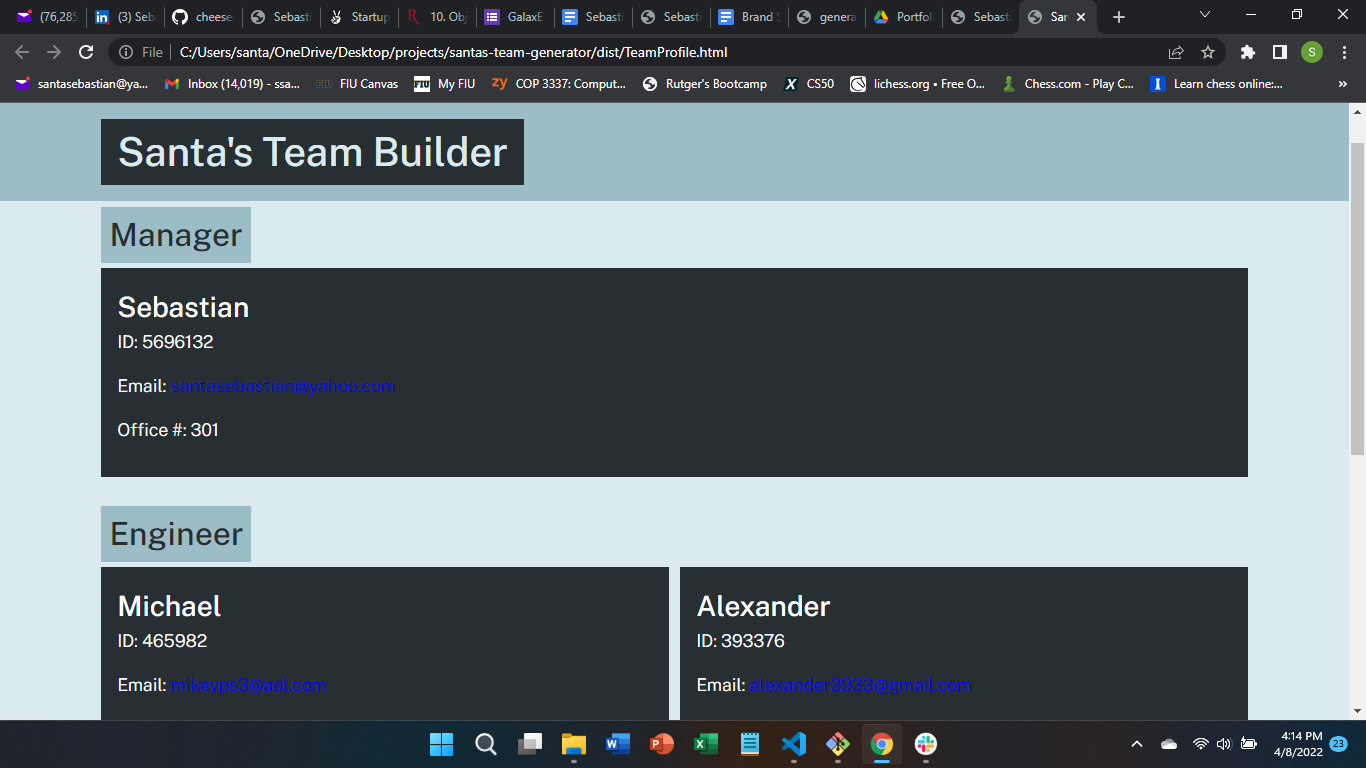 (76,285
(3) Seb
cheese
Sebasti
Startup
10. Obj
GalaxE
Sebasti
Sebasti
Brand S
genera
Portfoli
Sebasti
San
File
C:/Users/santa/OneDrive/Desktop/projects/santas-team-generator/dist/TeamProfile.html
S
santasebastian@ya...
Inbox (14,019) - ssa...
FIU
FIU Canvas
FIU
My FIU
zy
COP 3337: Comput...
Rutger's Bootcamp
X
CS50
lichess.org • Free O...
Chess.com - Play C...
Learn chess online:...
»
Santa's Team Builder
Manager
Sebastian
ID: 5696132
Email: santasebastian@yahoo.com
Office #: 301
Engineer
Michael
ID: 465982
Email: mikeyps3@aol.com
Alexander
ID: 393376
Email: alexander3933@gmail.com
4:14 PM
4/8/2022
23